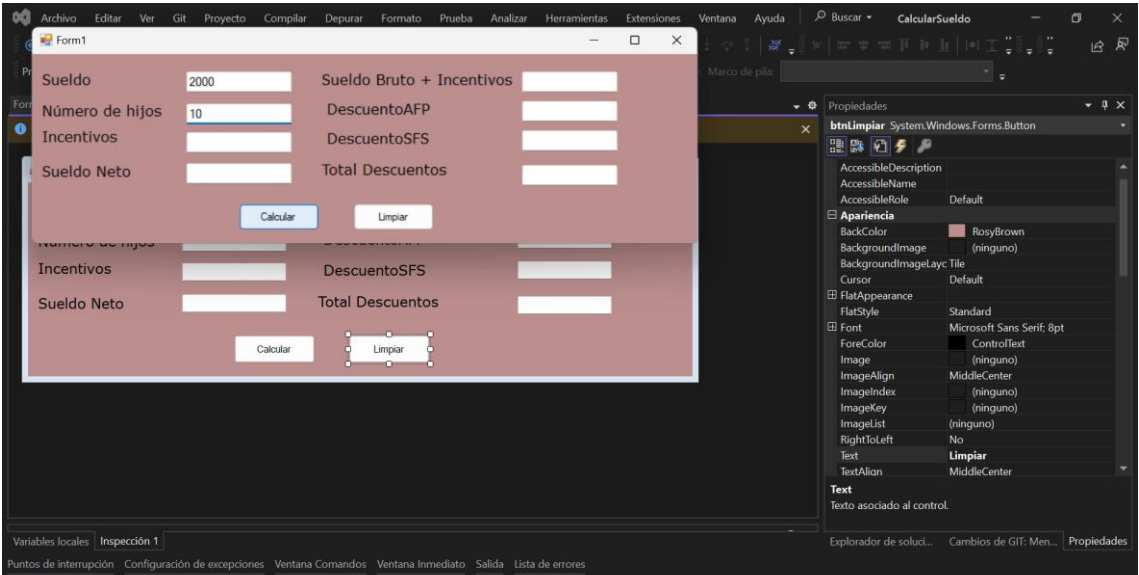 Archivo Editar Ver Git Proyecto Compilar Depurar Formato Prueba Analizar Herramientas Extensiones Ventana Ayuda Buscar CalcularSueldo
Form1
Sueldo 2000 Sueldo Bruto + Incentivos
Número de hijos 10 DescuentoAFP
Incentivos DescuentoSFS
Sueldo Neto Total Descuentos
Calcular Limpiar
Marco de pila:
Incentivos DescuentoSFS
Sueldo Neto Total Descuentos
Calcular Limpiar
Propiedades
btnLimpiar System.Windows.Forms.Button
AccessibleDescription
AccessibleName
AccessibleRole Default
Apariencia
BackColor RosyBrown
BackgroundImage (ninguno)
BackgroundImageLayc Tile
Cursor Default
FlatAppearance
FlatStyle Standard
Font Microsoft Sans Serif; 8pt
ForeColor ControlText
Image (ninguno)
ImageAlign MiddleCenter
ImageIndex (ninguno)
ImageKey (ninguno)
ImageList (ninguno)
RightToLeft No
Text Limpiar
TextAlign MiddleCenter
Text
Texto asociado al control.
Variables locales Inspección 1 Explorador de soluci... Cambios de GIT: Men... Propiedades
Puntos de interrupción Configuración de excepciones Ventana Comandos Ventana Inmediato Salida Lista de errores